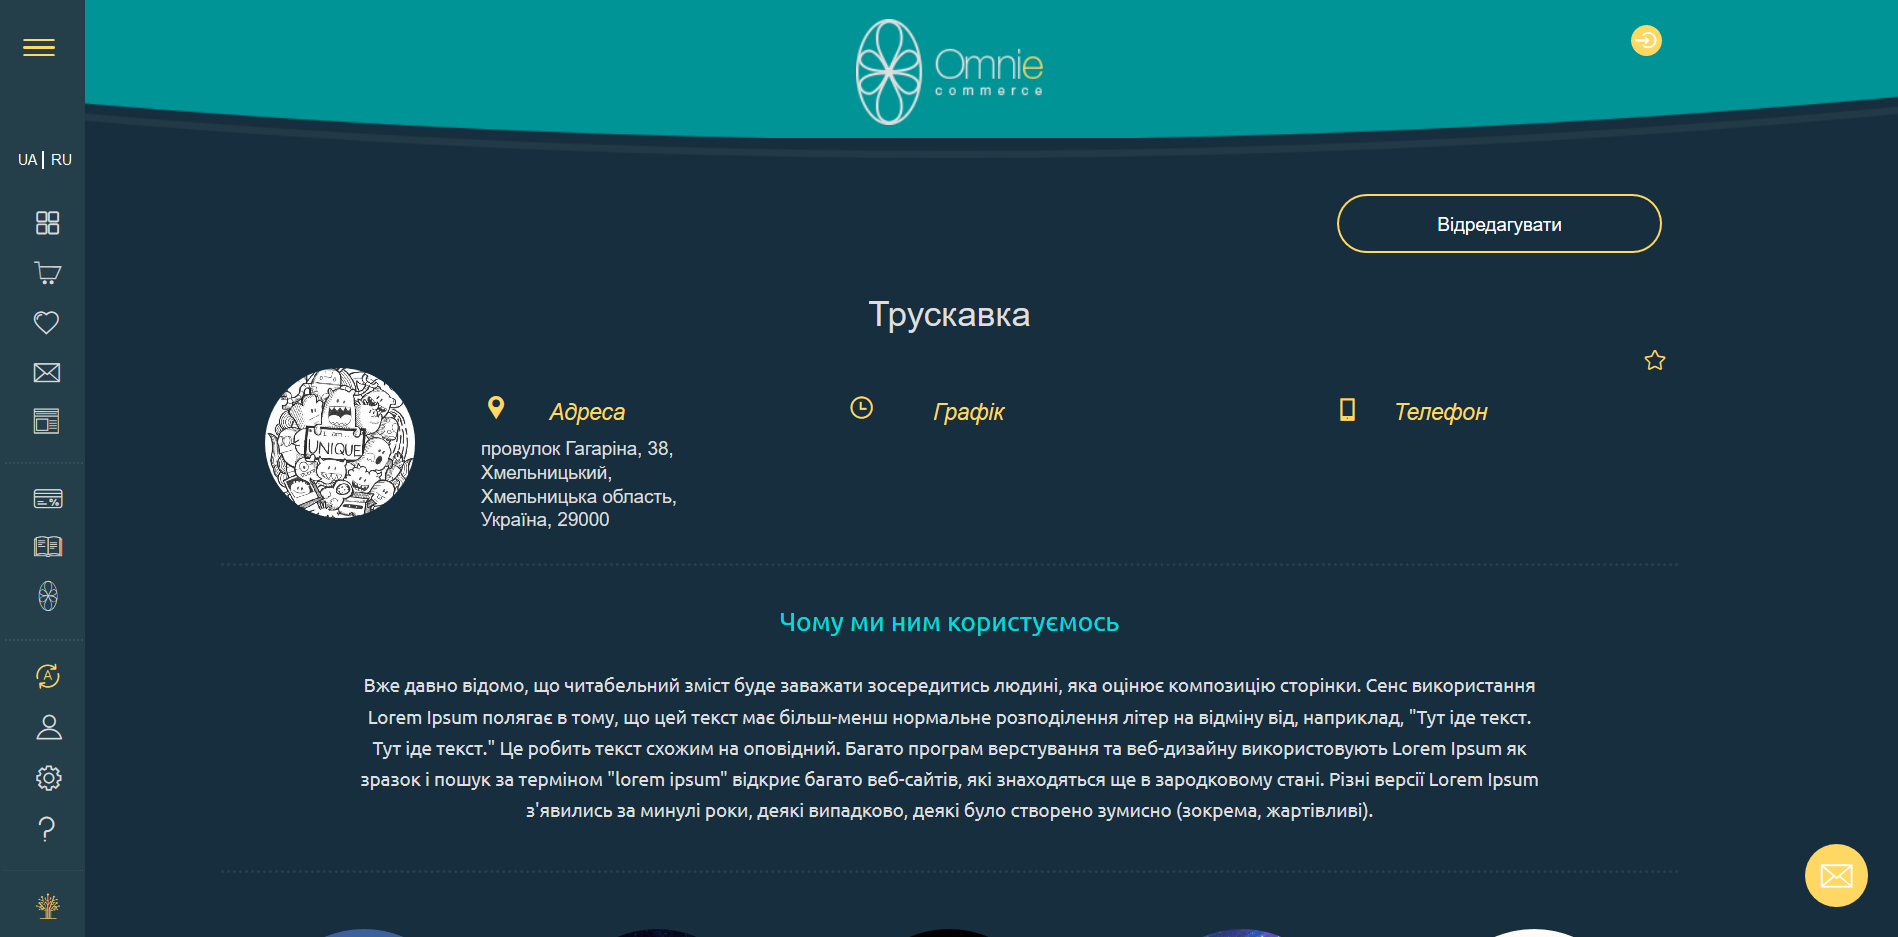 Omnie
commerce
UA | RU
Відредагувати
Трускавка
Адреса
Графік
Телефон
провулок Гагаріна, 38,
Хмельницький,
Хмельницька область,
Україна, 29000
I am
UNIQUE
Чому ми ним користуємось
Вже давно відомо, що читабельний зміст буде заважати зосередитись людині, яка оцінює композицію сторінки. Сенс використання
Lorem Ipsum полягає в тому, що цей текст має більш-менш нормальне розподілення літер на відміну від, наприклад, "Тут іде текст.
Тут іде текст." Це робить текст схожим на оповідний. Багато програм верстування та веб-дизайну використовують Lorem Ipsum як
зразок і пошук за терміном "lorem ipsum" відкриє багато веб-сайтів, які знаходяться ще в зародковому стані. Різні версії Lorem Ipsum
з'явились за минулі роки, деякі випадково, деякі було створено зумисно (зокрема, жартівливі).